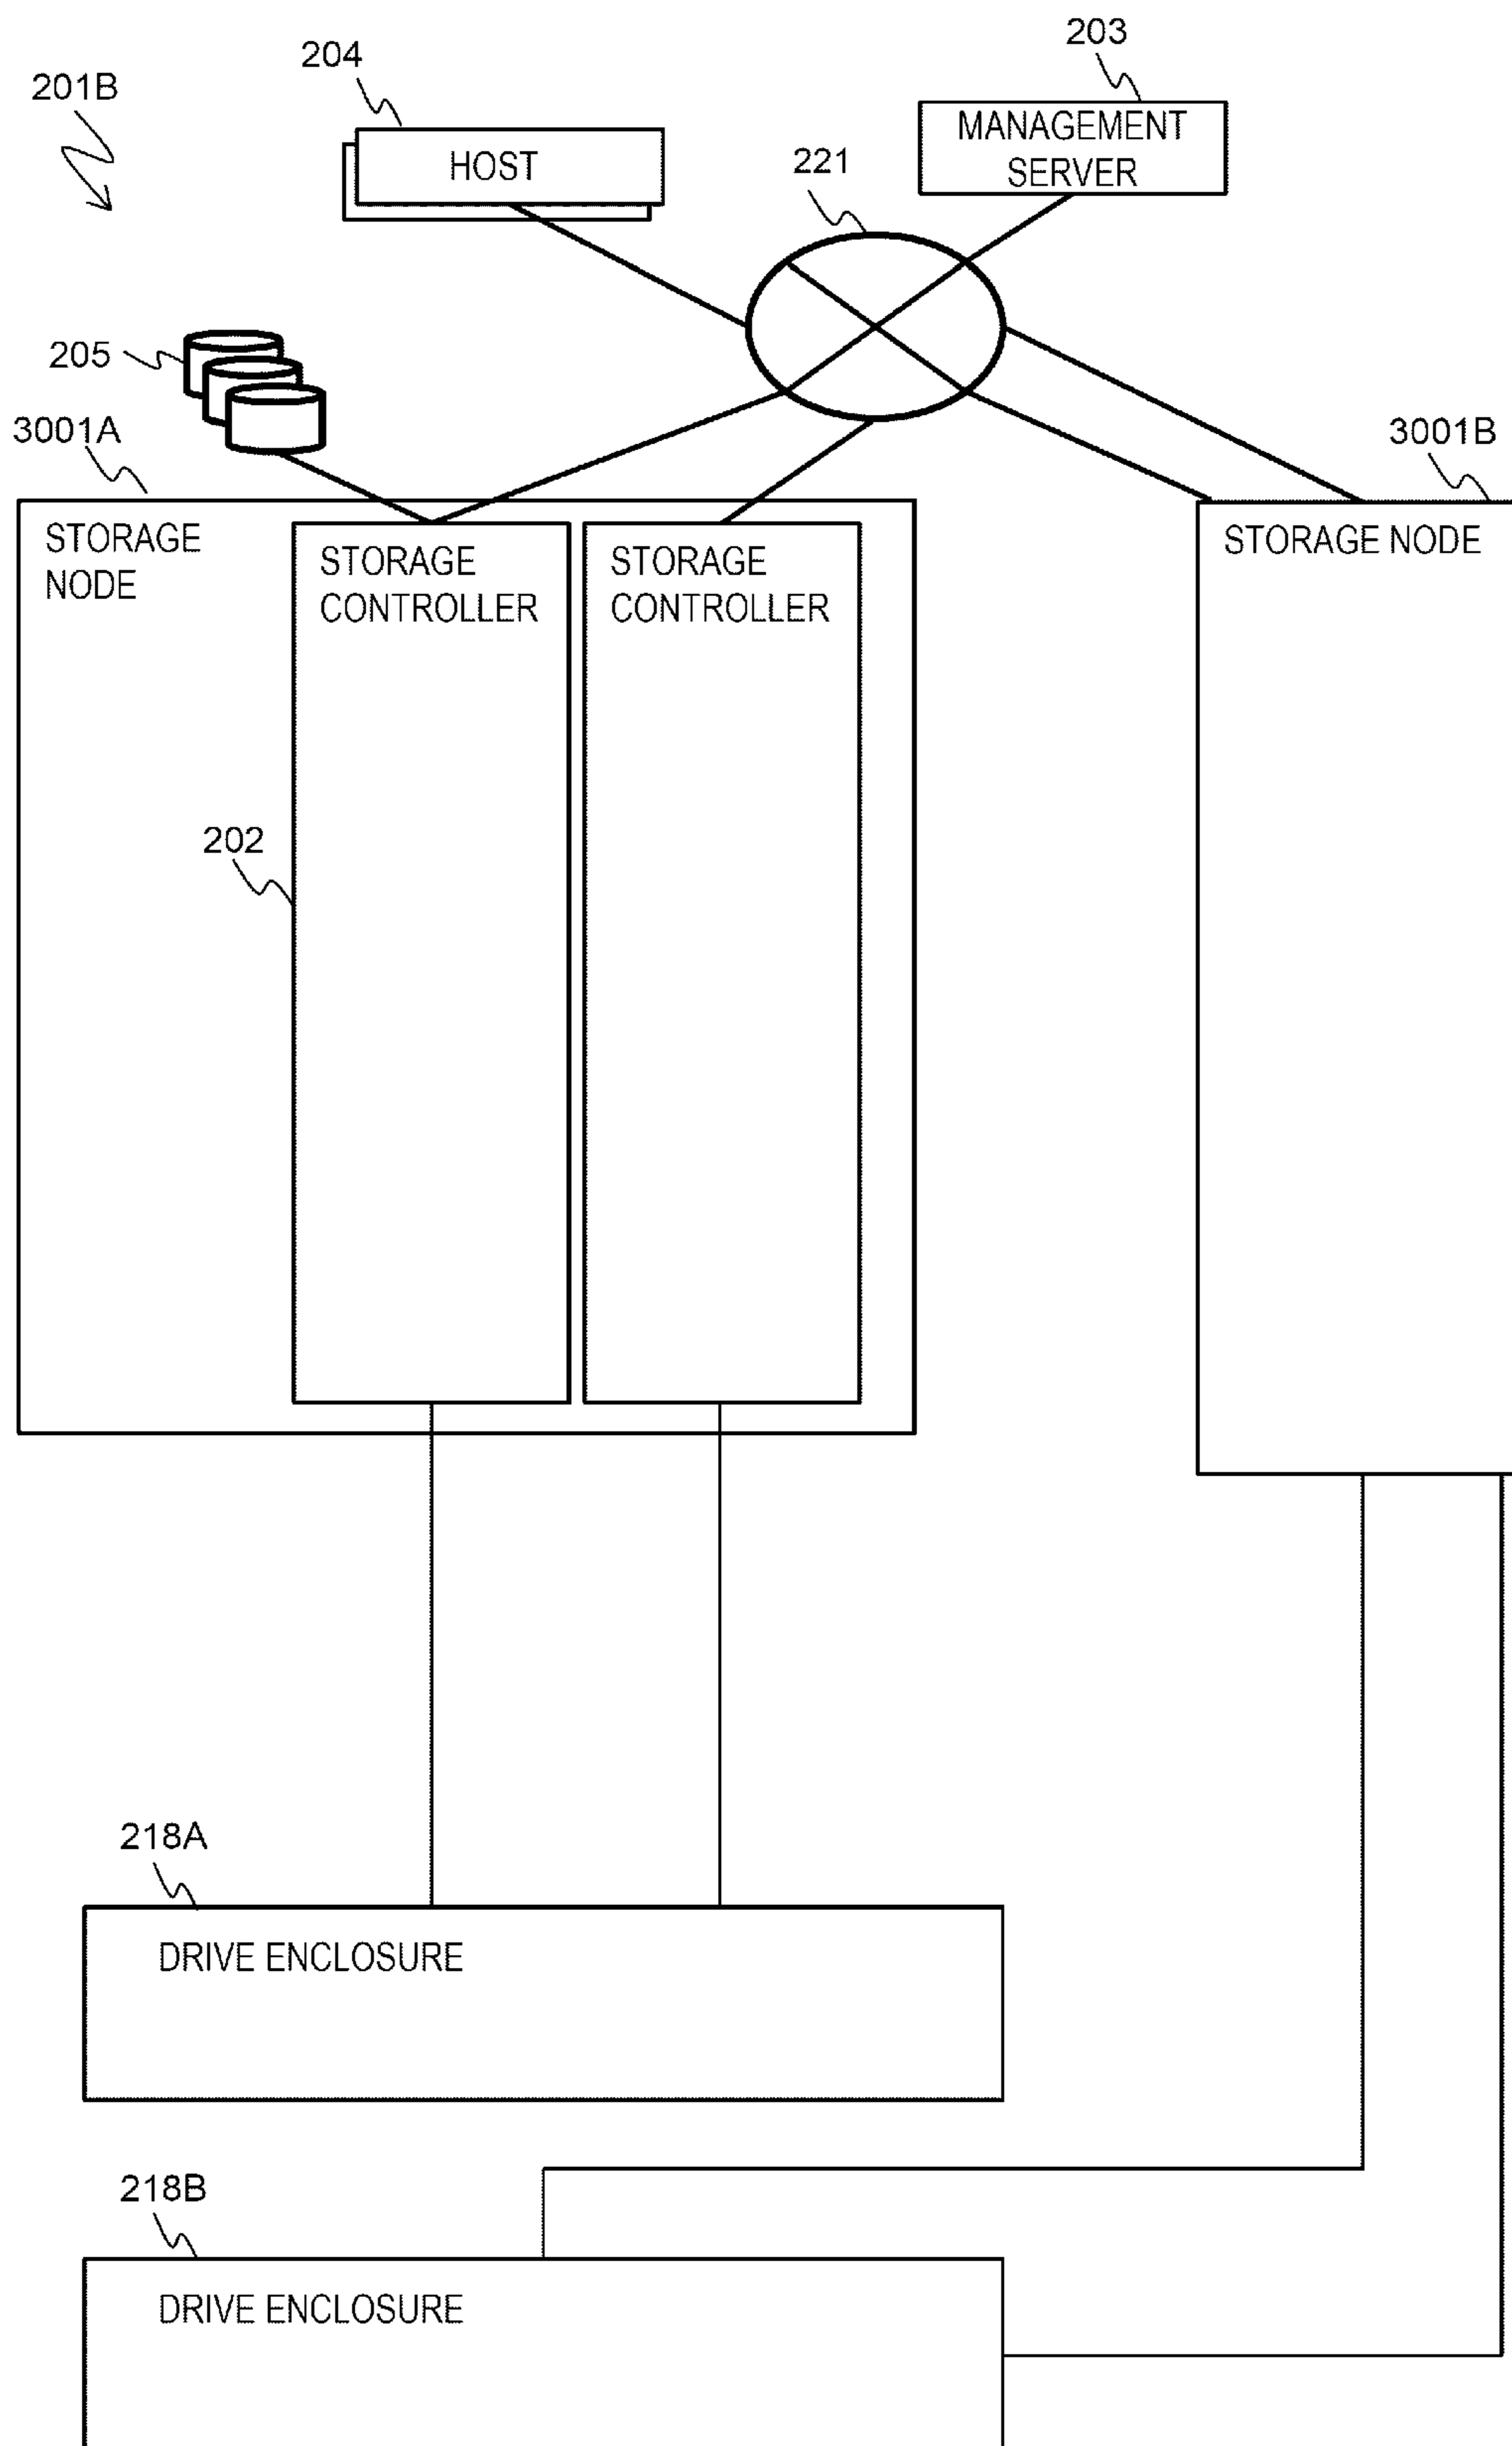 203
204
201B
MANAGEMENT
SERVER
HOST
221
205
3001A
3001B
STORAGE
NODE
STORAGE
CONTROLLER
STORAGE
CONTROLLER
STORAGE NODE
202
218A
DRIVE ENCLOSURE
218B
DRIVE ENCLOSURE